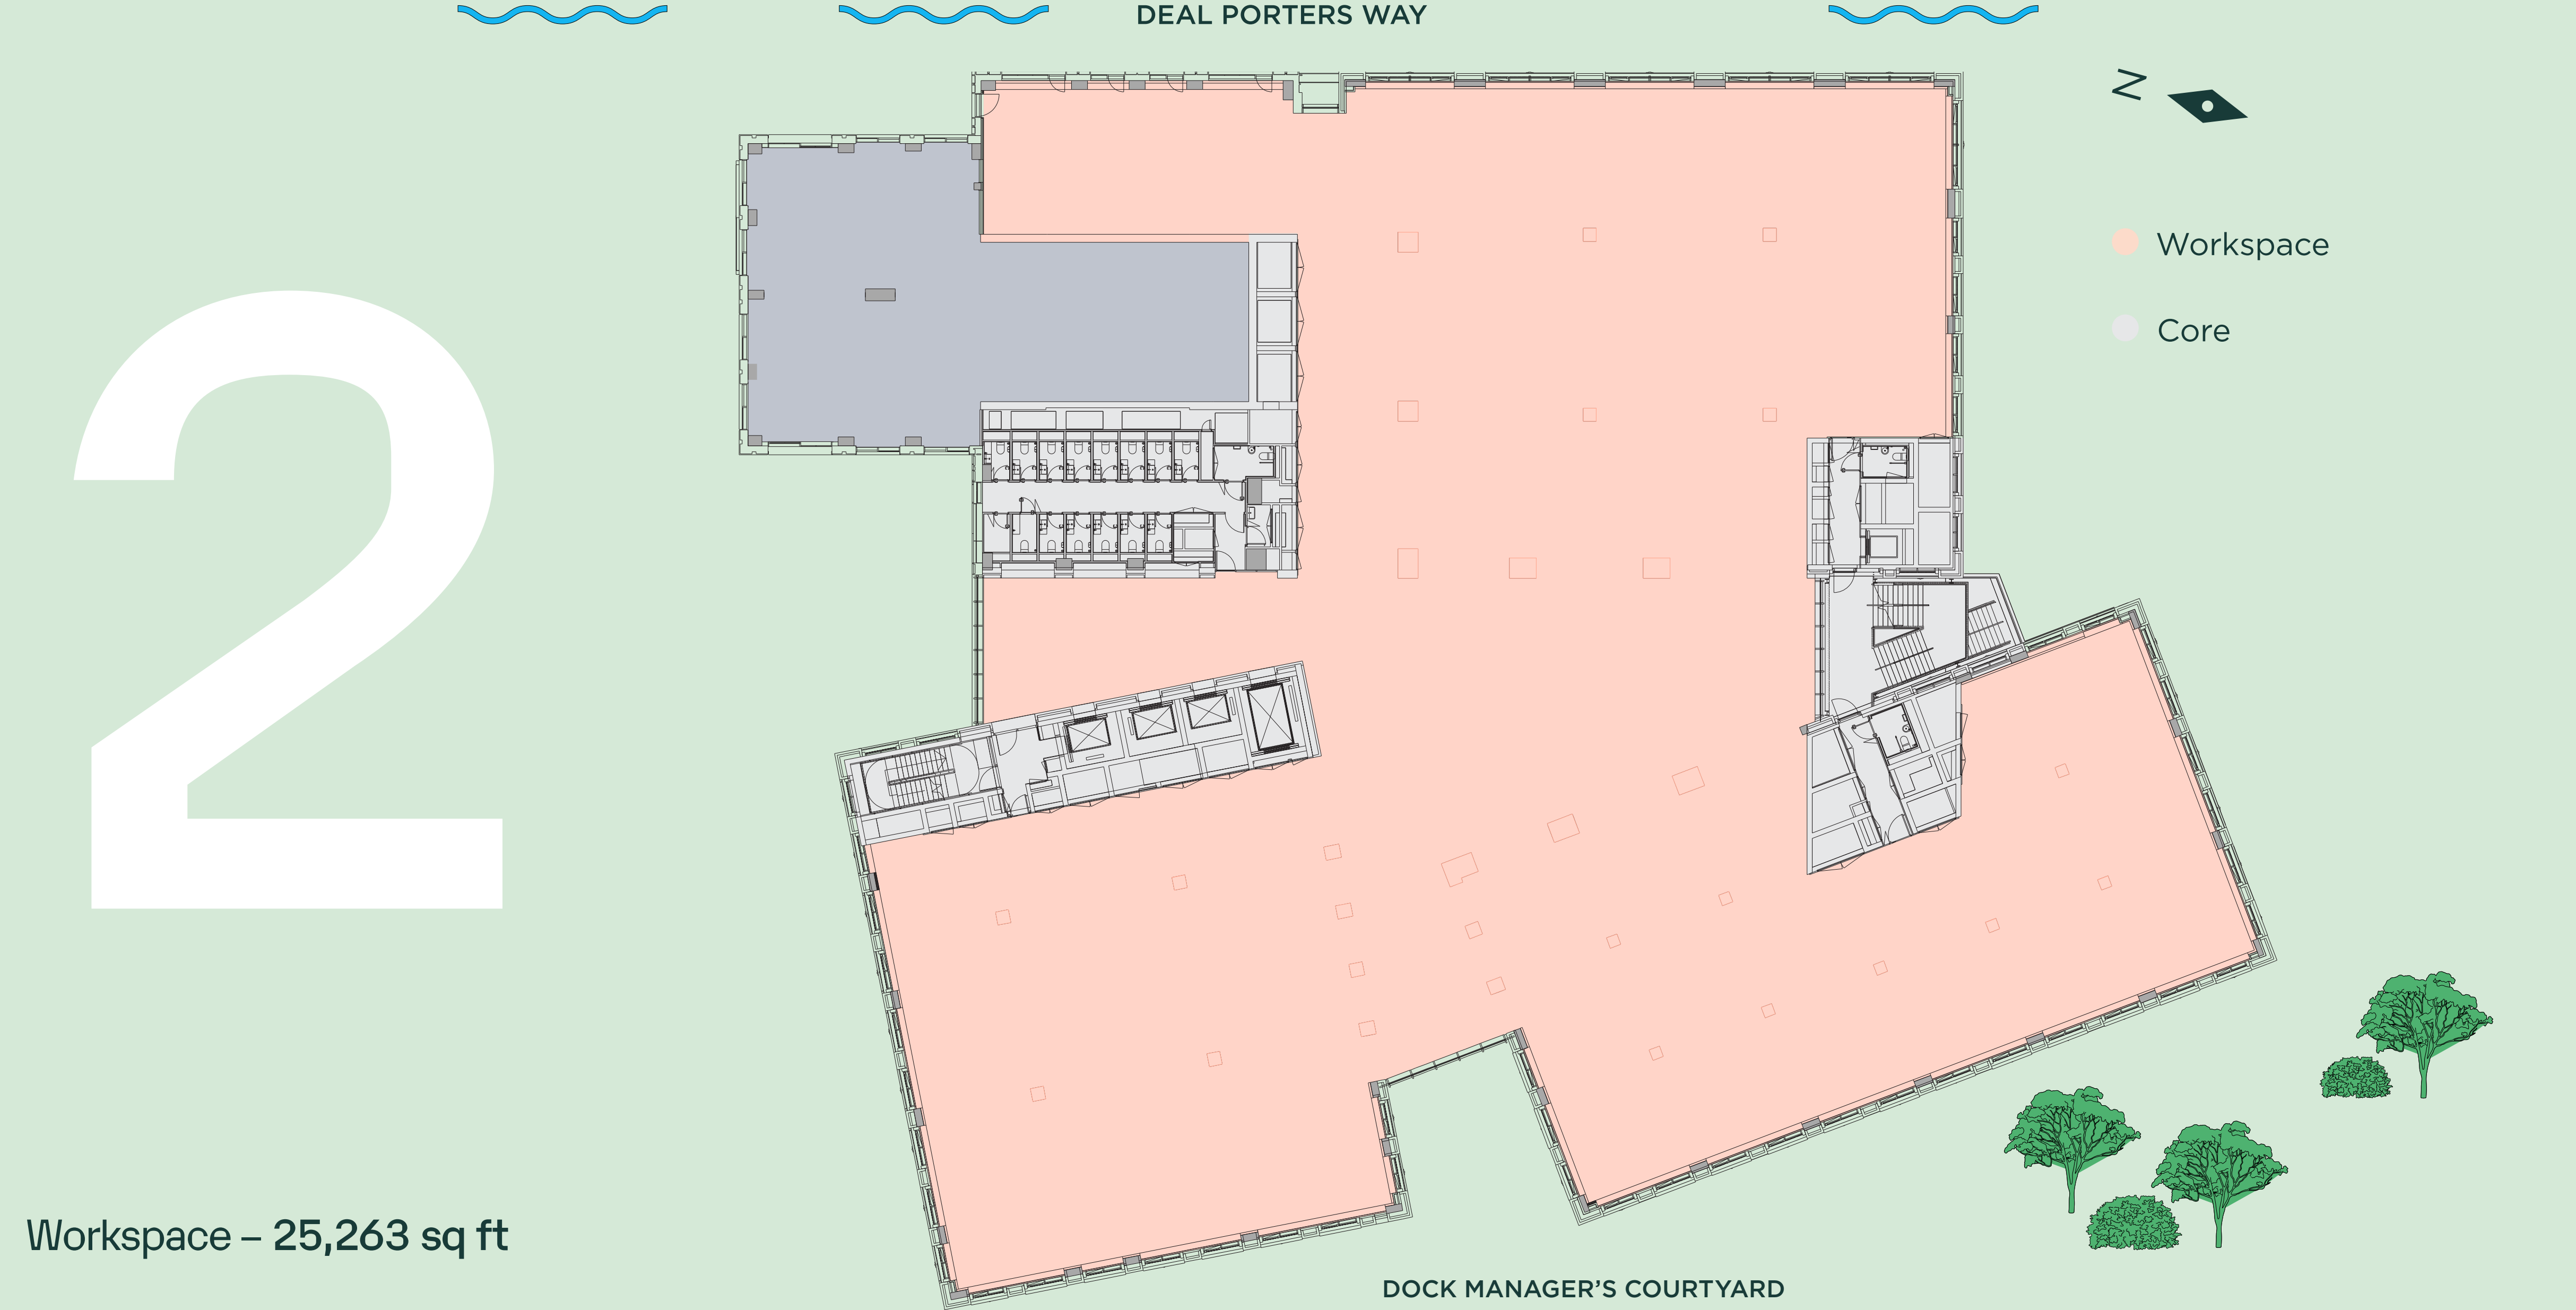 DEAL PORTERS WAY
N
Workspace
Core
2
Workspace – 25,263 sq ft
DOCK MANAGER’S COURTYARD